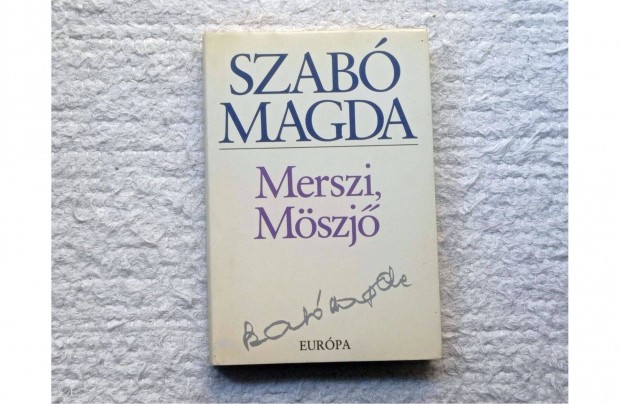 SZABÓ
MAGDA
Merszi,
Möszjő
EURÓPA